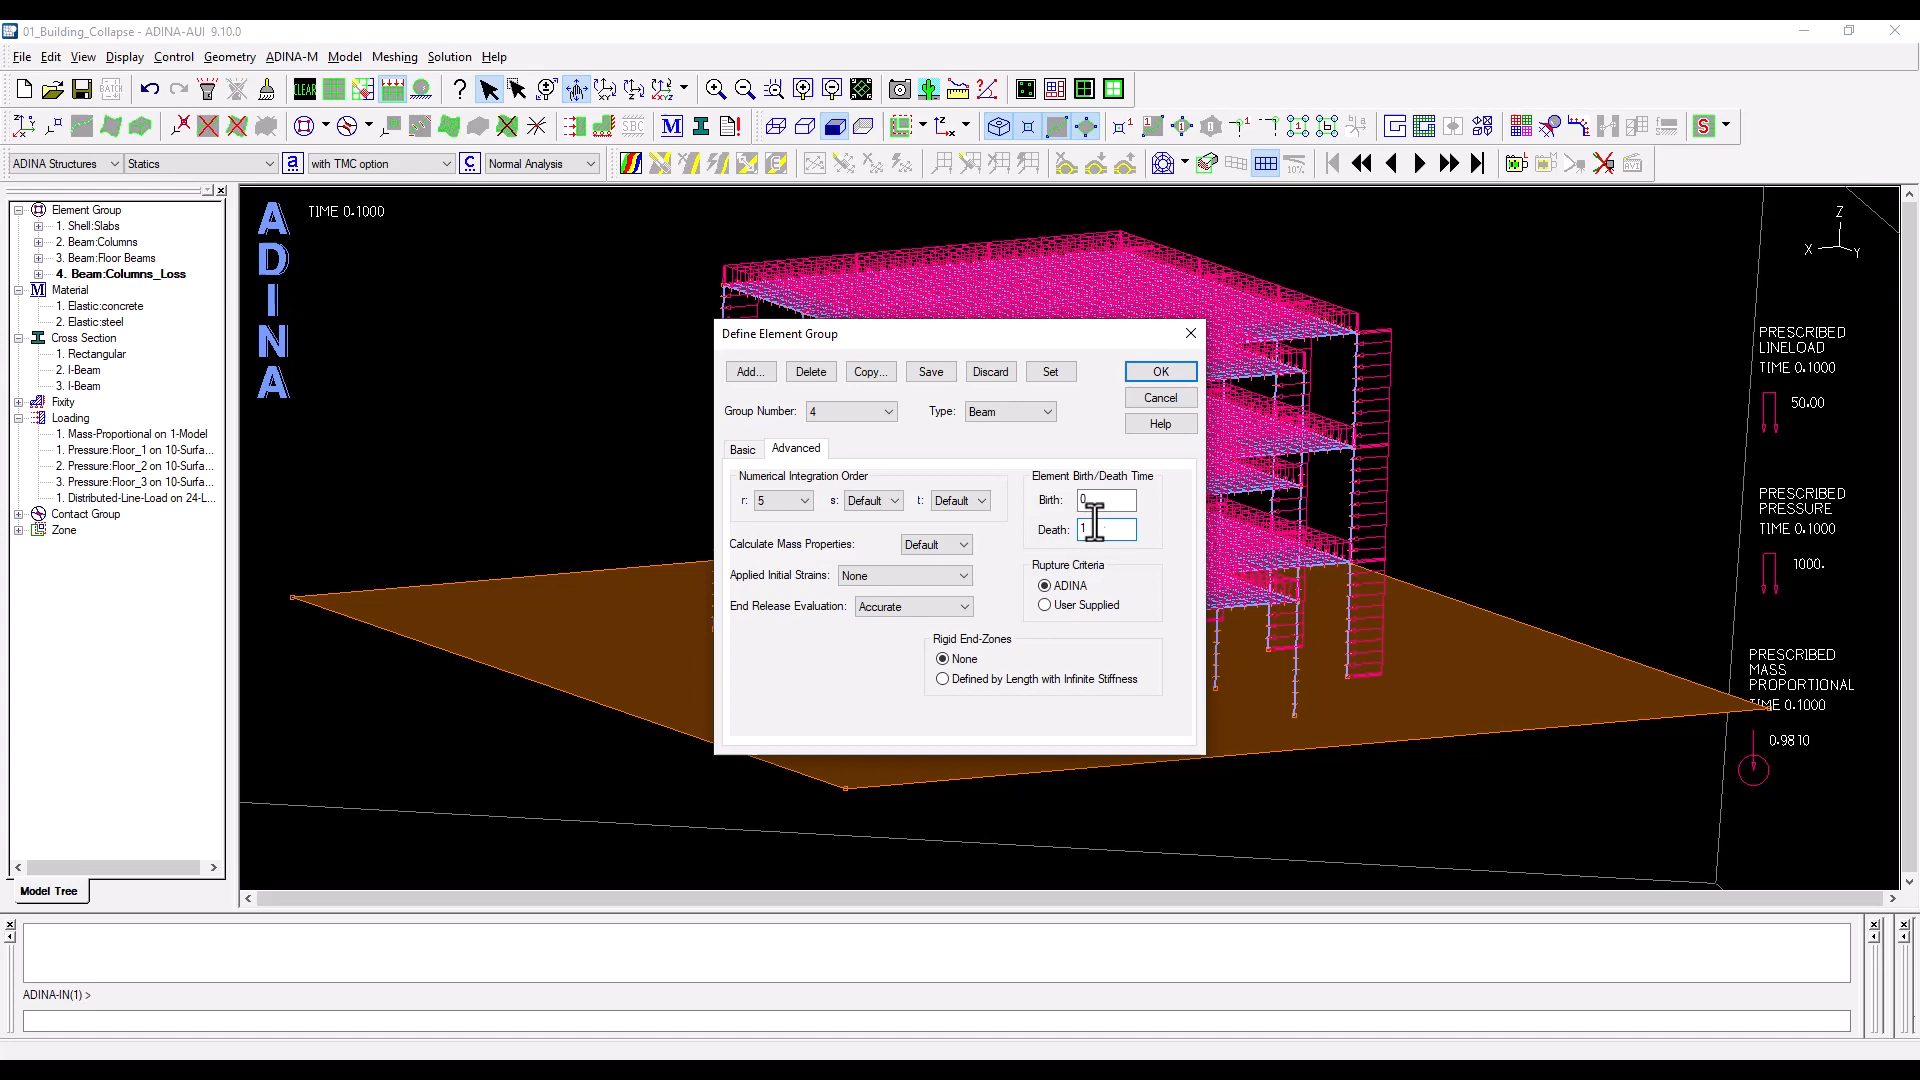 01_Building_Collapse - ADINA-AUI 9.10.0
File Edit View Display Control Geometry ADINA-M Model Meshing Solution Help
BATCH CLEAR
SBC M
ADINA Structures Statics a with TMC option c Normal Analysis 10% AVI
Element Group
1. Shell:Slabs
2. Beam:Columns
3. Beam:Floor Beams
4. Beam:Columns_Loss
Material
1. Elastic:concrete
2. Elastic:steel
Cross Section
1. Rectangular
2. I-Beam
3. I-Beam
Fixity
Loading
1. Mass-Proportional on 1-Model
1. Pressure:Floor_1 on 10-Surfa...
2. Pressure:Floor_2 on 10-Surfa...
3. Pressure:Floor_3 on 10-Surfa...
1. Distributed-Line-Load on 24-L...
Contact Group
Zone
Model Tree
ADINA
TIME 0.1000
Z
X Y
PRESCRIBED
LINELOAD
TIME 0.1000
50.00
PRESCRIBED
PRESSURE
TIME 0.1000
1000.
PRESCRIBED
MASS
PROPORTIONAL
TIME 0.1000
0.9810
Define Element Group
Add... Delete Copy... Save Discard Set OK
Cancel
Group Number: 4 Type: Beam
Help
Basic Advanced
Numerical Integration Order
r: 5 s: Default t: Default
Calculate Mass Properties: Default
Applied Initial Strains: None
End Release Evaluation: Accurate
Element Birth/Death Time
Birth: 0
Death: 1
Rupture Criteria
ADINA
User Supplied
Rigid End-Zones
None
Defined by Length with Infinite Stiffness
ADINA-IN(1) >